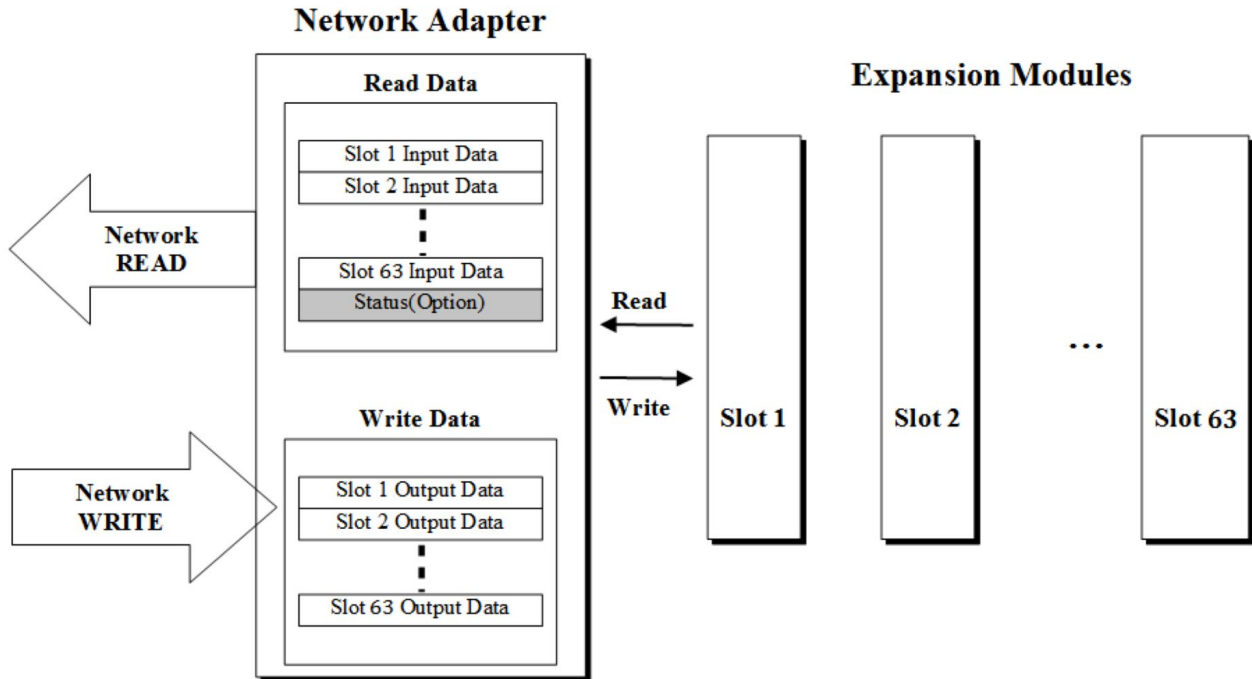 Network Adapter
Read Data
Slot 1 Input Data
Slot 2 Input Data
Slot 63 Input Data
Status(Option)
Network
READ
Write Data
Slot 1 Output Data
Slot 2 Output Data
Slot 63 Output Data
Network
WRITE
Read
Write
Expansion Modules
Slot 1
Slot 2
...
Slot 63